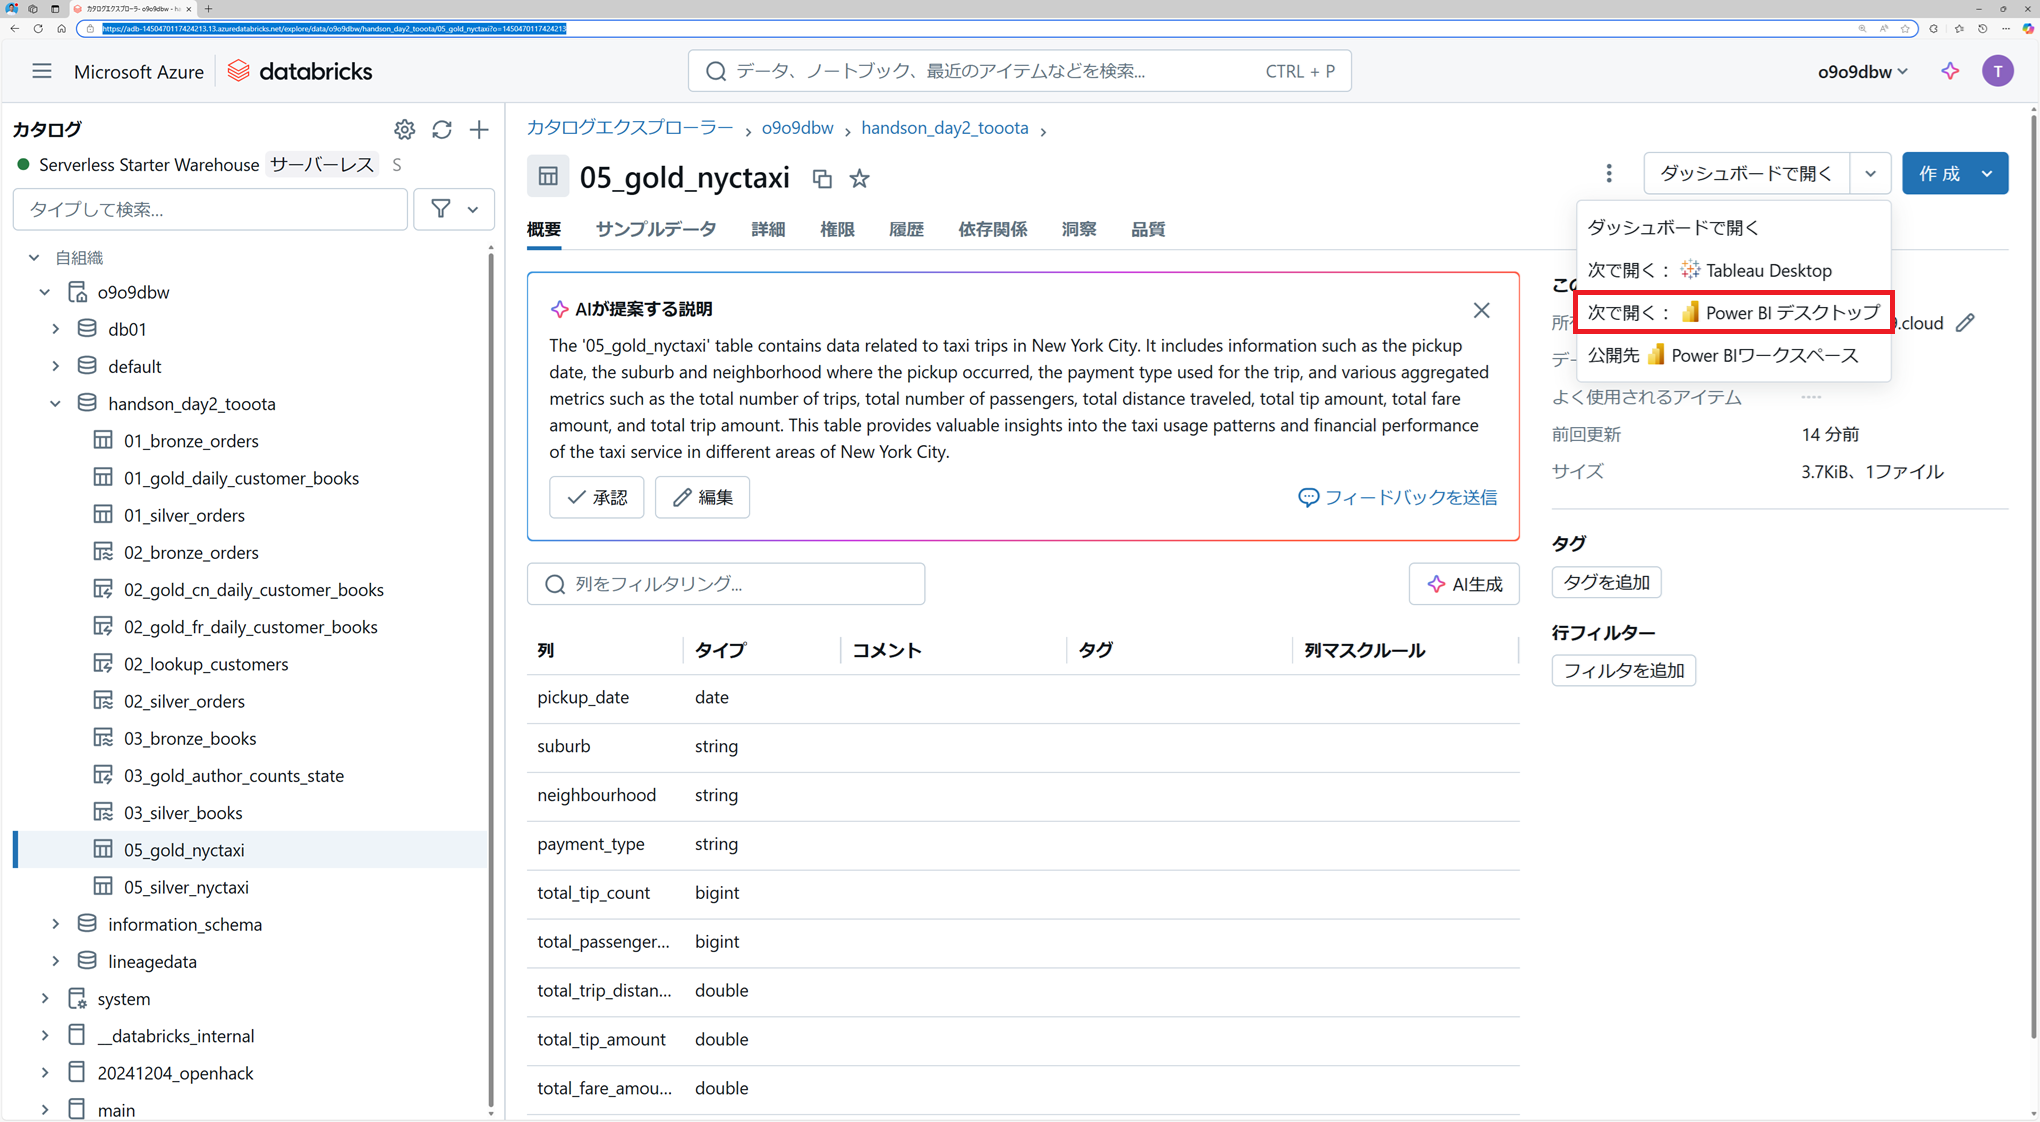 カタログエクスプローラー o9o9dbw - ha
https://adb-1450470117424213.13.azuredatabricks.net/explore/data/o9o9dbw/handson_day2_tooota/05_gold_nyctaxi?o=1450470117424213
Microsoft Azure databricks
データ、ノートブック、最近のアイテムなどを検索... CTRL + P
o9o9dbw T
カタログ
Serverless Starter Warehouse サーバーレス S
タイプして検索...
自組織
o9o9dbw
db01
default
handson_day2_tooota
01_bronze_orders
01_gold_daily_customer_books
01_silver_orders
02_bronze_orders
02_gold_cn_daily_customer_books
02_gold_fr_daily_customer_books
02_lookup_customers
02_silver_orders
03_bronze_books
03_gold_author_counts_state
03_silver_books
05_gold_nyctaxi
05_silver_nyctaxi
information_schema
lineagedata
system
__databricks_internal
20241204_openhack
main
カタログエクスプローラー › o9o9dbw › handson_day2_tooota ›
05_gold_nyctaxi
ダッシュボードで開く 作成
概要 サンプルデータ 詳細 権限 履歴 依存関係 洞察 品質
AIが提案する説明
The '05_gold_nyctaxi' table contains data related to taxi trips in New York City. It includes information such as the pickup
date, the suburb and neighborhood where the pickup occurred, the payment type used for the trip, and various aggregated
metrics such as the total number of trips, total number of passengers, total distance traveled, total tip amount, total fare
amount, and total trip amount. This table provides valuable insights into the taxi usage patterns and financial performance
of the taxi service in different areas of New York City.
承認 編集 フィードバックを送信
列をフィルタリング... AI生成
列 タイプ コメント タグ 列マスクルール
pickup_date date
suburb string
neighbourhood string
payment_type string
total_tip_count bigint
total_passenger... bigint
total_trip_distan... double
total_tip_amount double
total_fare_amou... double
ダッシュボードで開く
次で開く： Tableau Desktop
次で開く： Power BI デスクトップ
公開先 Power BIワークスペース
この
所有
.cloud
デー
よく使用されるアイテム ----
前回更新 14 分前
サイズ 3.7KiB、1ファイル
タグ
タグを追加
行フィルター
フィルタを追加